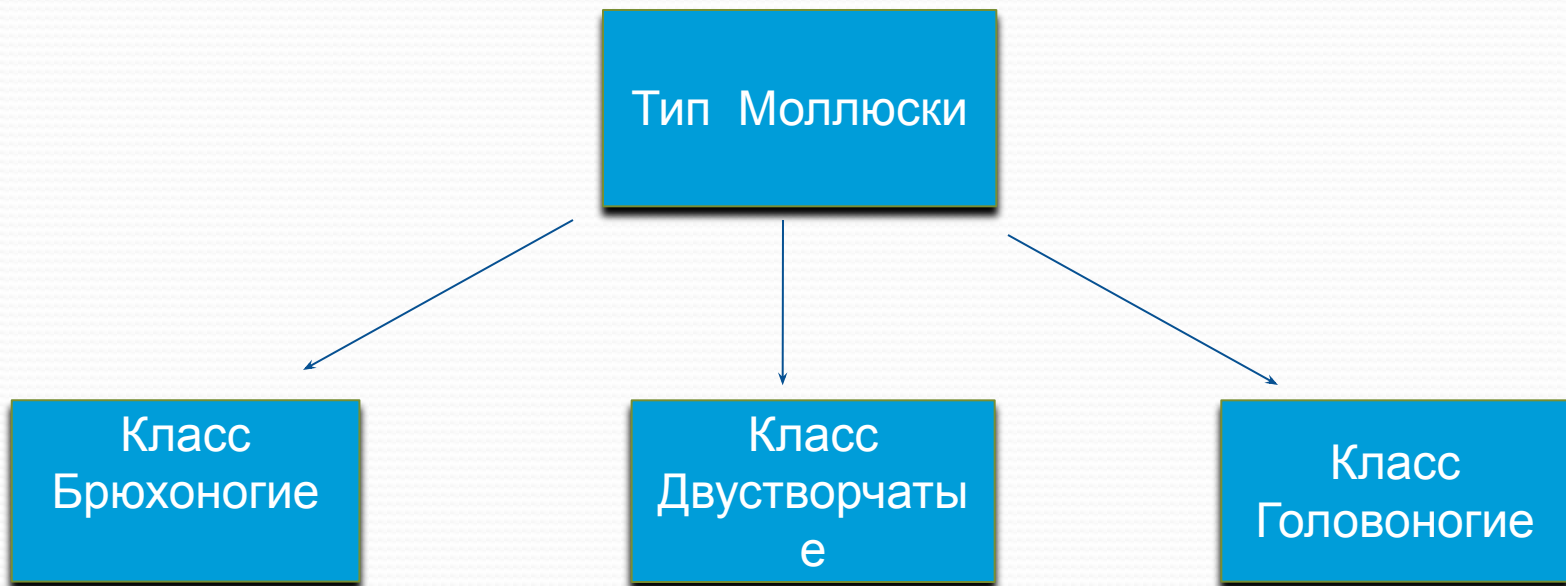 Тип Моллюски
Класс
Брюхоногие
Класс
Двустворчаты
е
Класс
Головоногие